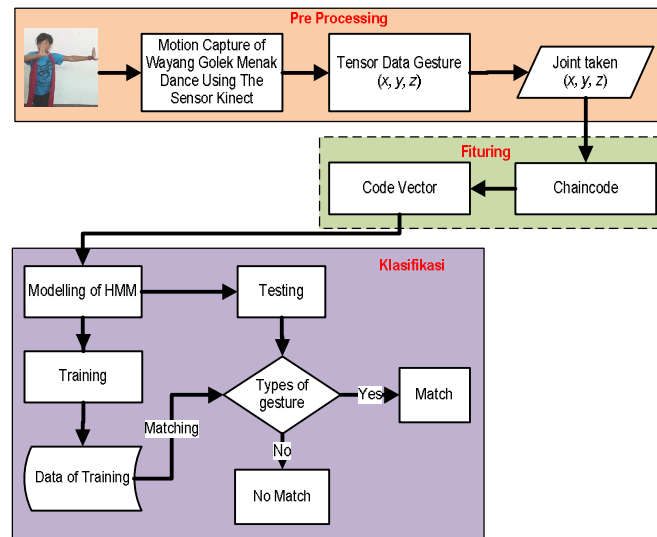 Pre Processing
Motion Capture of
Wayang Golek Menak
Dance Using The
Sensor Kinect
Tensor Data Gesture
(x, y, z)
Joint taken
(x, y, z)
Fituring
Code Vector
Chaincode
Klasifikasi
Modelling of HMM
Testing
Training
Types of
gesture
Yes
Match
Matching
No
Data of Training
No Match